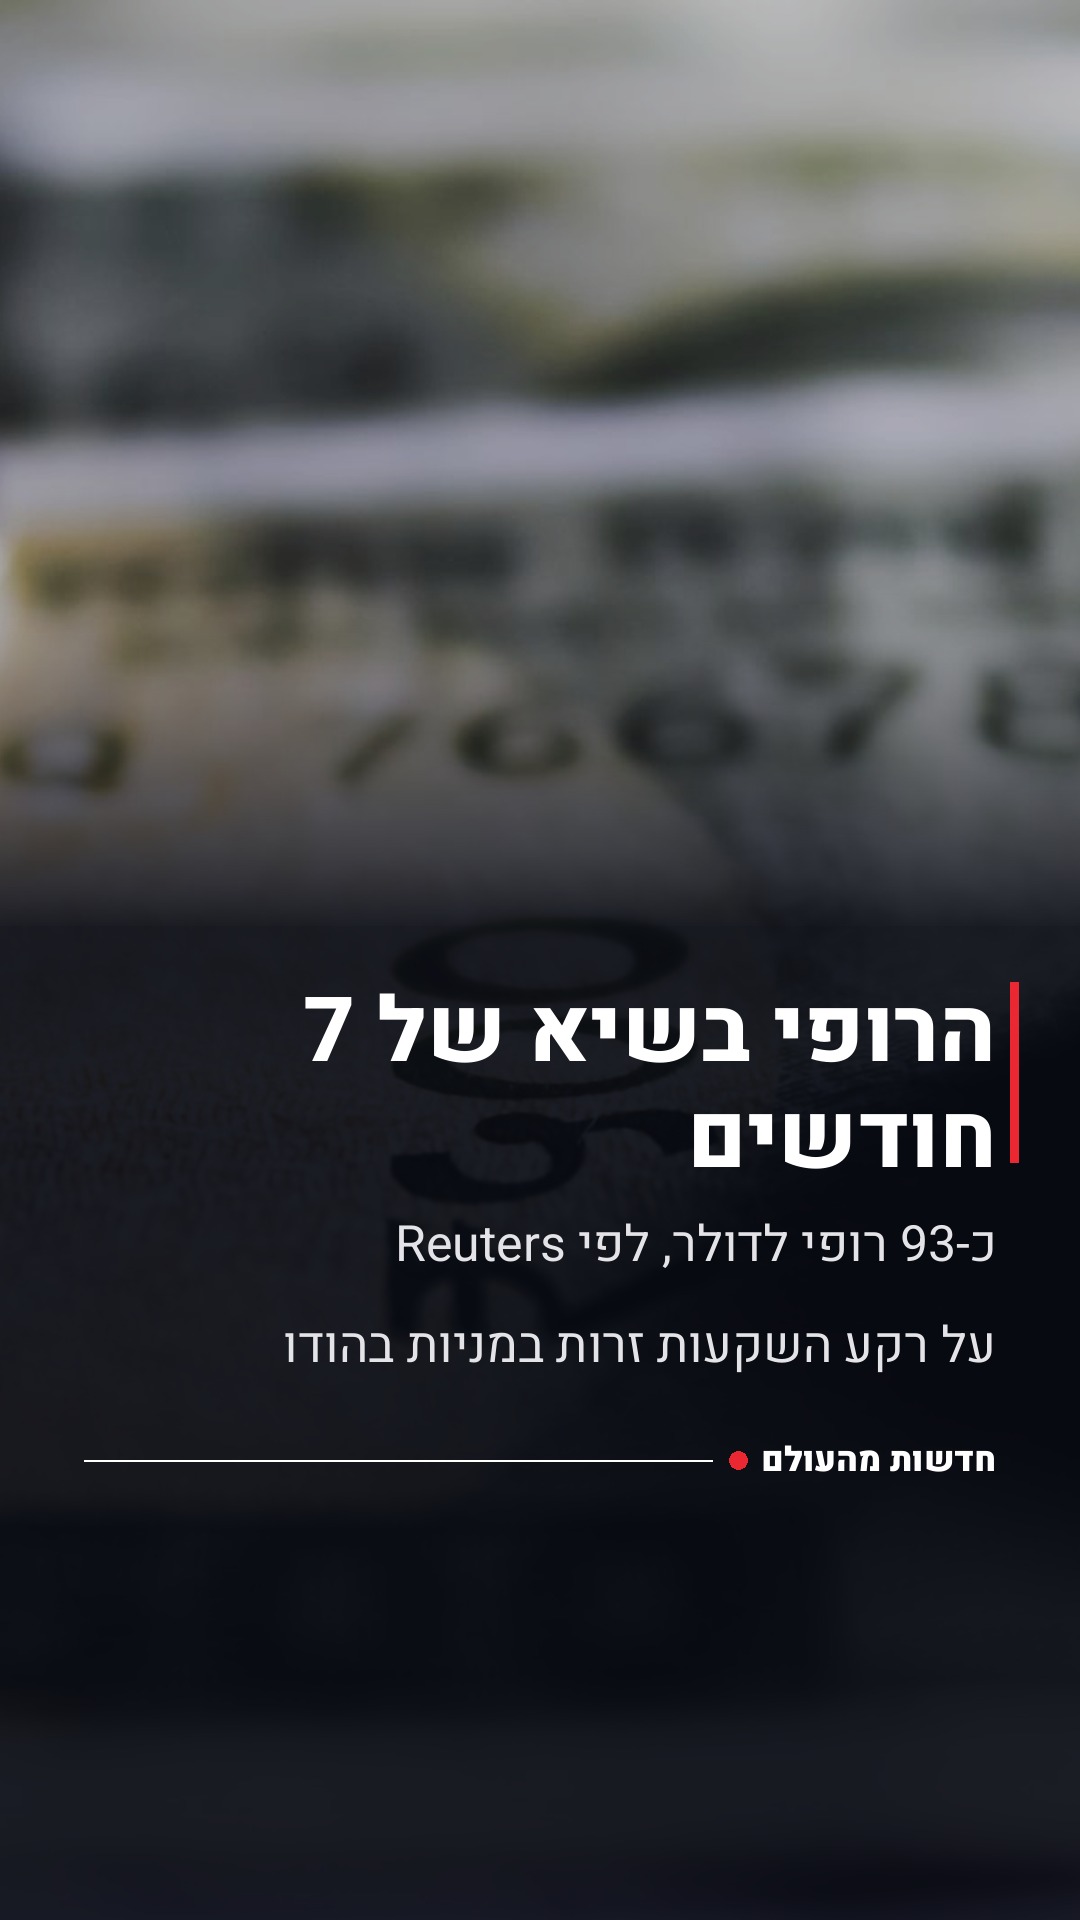 הרופי בשיא של 7
חודשים
כ-93 רופי לדולר, לפי Reuters
על רקע השקעות זרות במניות בהודו
חדשות מהעולם